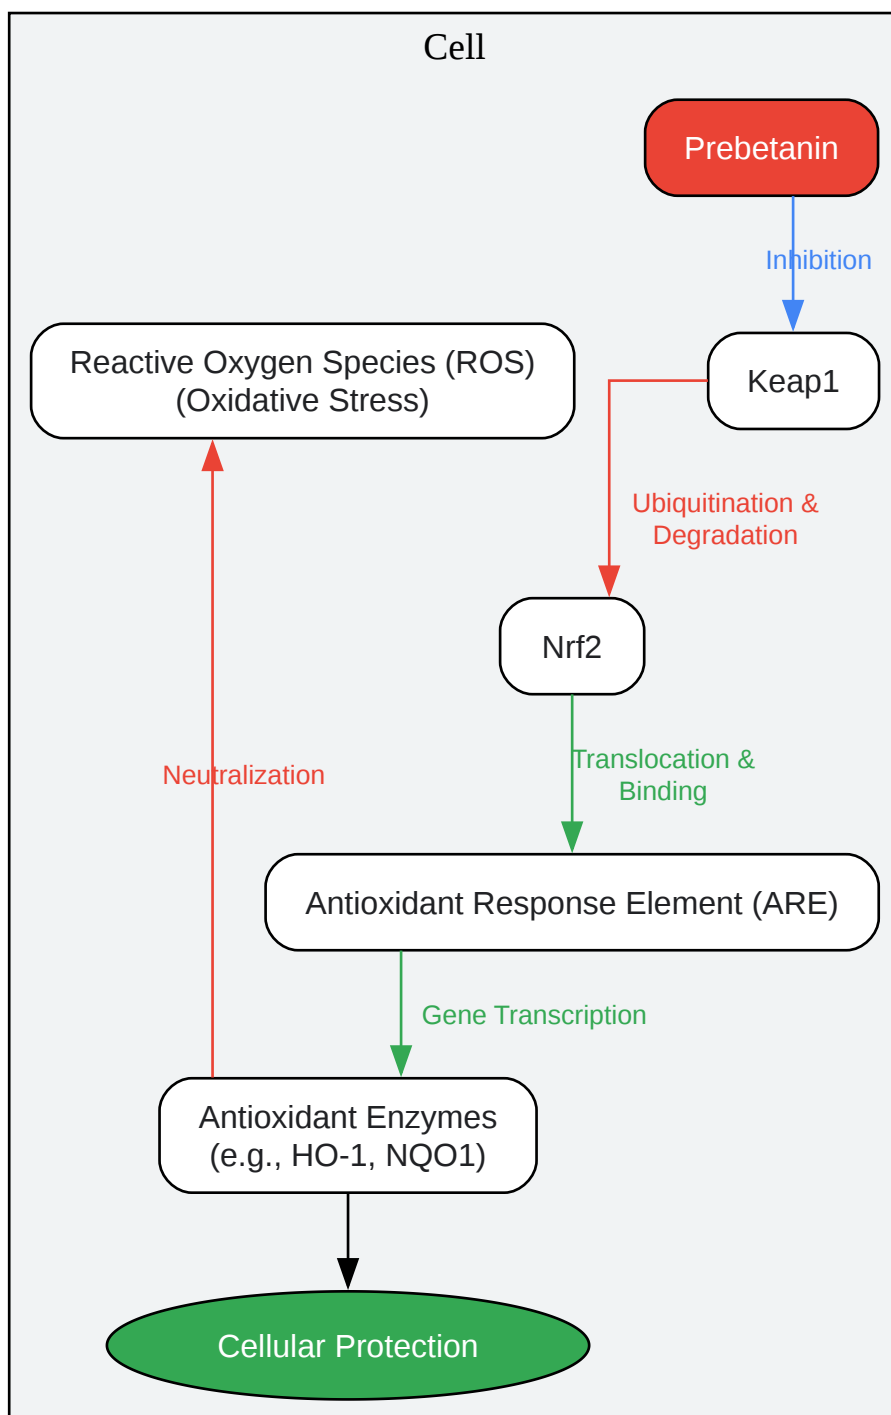 Cell
Prebetanin
Inhibition
Reactive Oxygen Species (ROS)
(Oxidative Stress)
Keap1
Ubiquitination &
Degradation
Nrf2
Neutralization
Translocation &
Binding
Antioxidant Response Element (ARE)
Gene Transcription
Antioxidant Enzymes
(e.g., HO-1, NQO1)
Cellular Protection